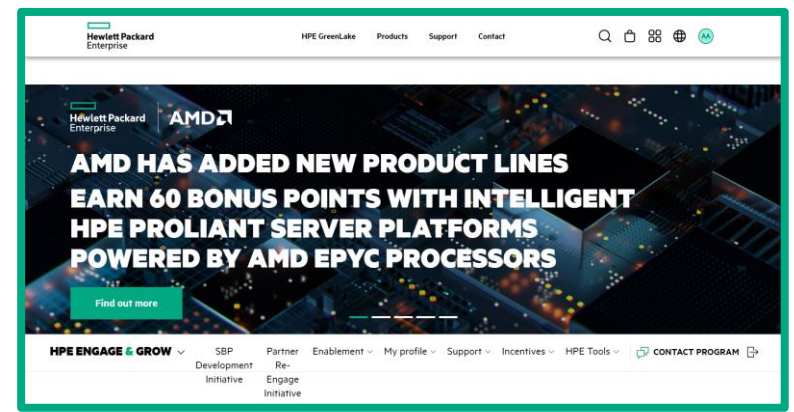 Hewlett Packard
Enterprise
HPE GreenLake Products Support Contact
AA
Hewlett Packard
Enterprise
AMD
AMD HAS ADDED NEW PRODUCT LINES
EARN 60 BONUS POINTS WITH INTELLIGENT
HPE PROLIANT SERVER PLATFORMS
POWERED BY AMD EPYC PROCESSORS
Find out more
HPE ENGAGE & GROW
SBP
Development
Initiative
Partner
Re-
Engage
Initiative
Enablement
My profile
Support
Incentives
HPE Tools
CONTACT PROGRAM